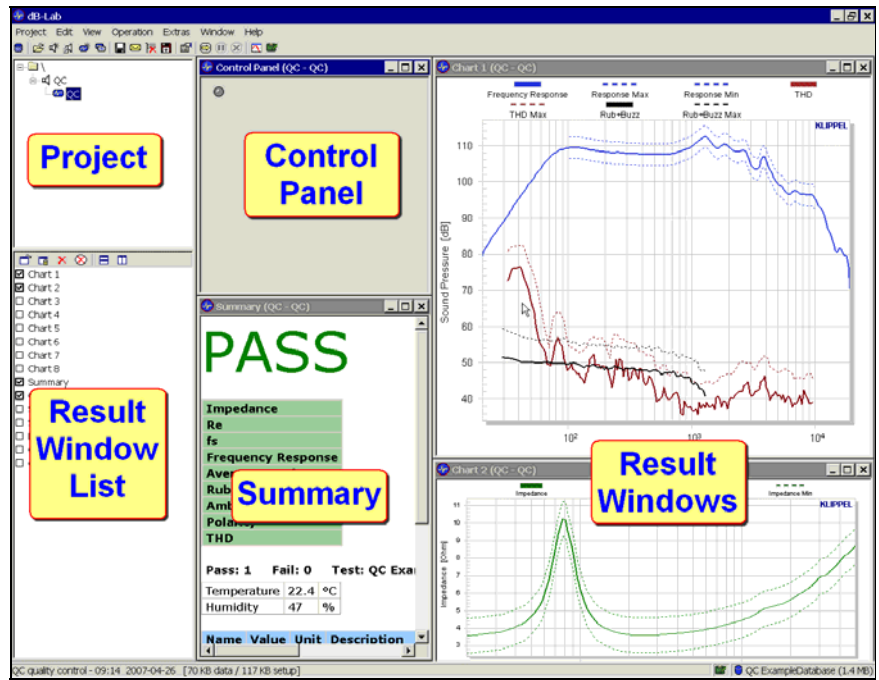 dB-Lab
Project Edit View Operation Extras Window Help
\
QC
QC
Project
Control Panel (QC - QC)
Control
Panel
Chart 1 (QC - QC)
Frequency Response
Response Max
Response Min
THD
THD Max
Rub+Buzz
Rub+Buzz Max
KLIPPEL
Sound Pressure [dB]
110
100
90
80
70
60
50
40
10²
10³
10⁴
Chart 1
Chart 2
Chart 3
Chart 4
Chart 5
Chart 6
Chart 7
Chart 8
Summary
Result
Window
List
Summary (QC - QC)
PASS
Impedance
Re
fs
Frequency Response
Rub
Polarity
THD
Summary
Pass: 1 Fail: 0 Test: QC Exa
Temperature 22.4 °C
Humidity 47 %
Name Value Unit Description
Chart 2 (QC - QC)
Result
Windows
Impedance
Impedance Min
KLIPPEL
Impedance [Ohm]
11
10
9
8
7
6
5
4
3
QC quality control - 09:14 2007-04-26 [70 KB data / 117 KB setup]
QC ExampleDatabase (1.4 MB)